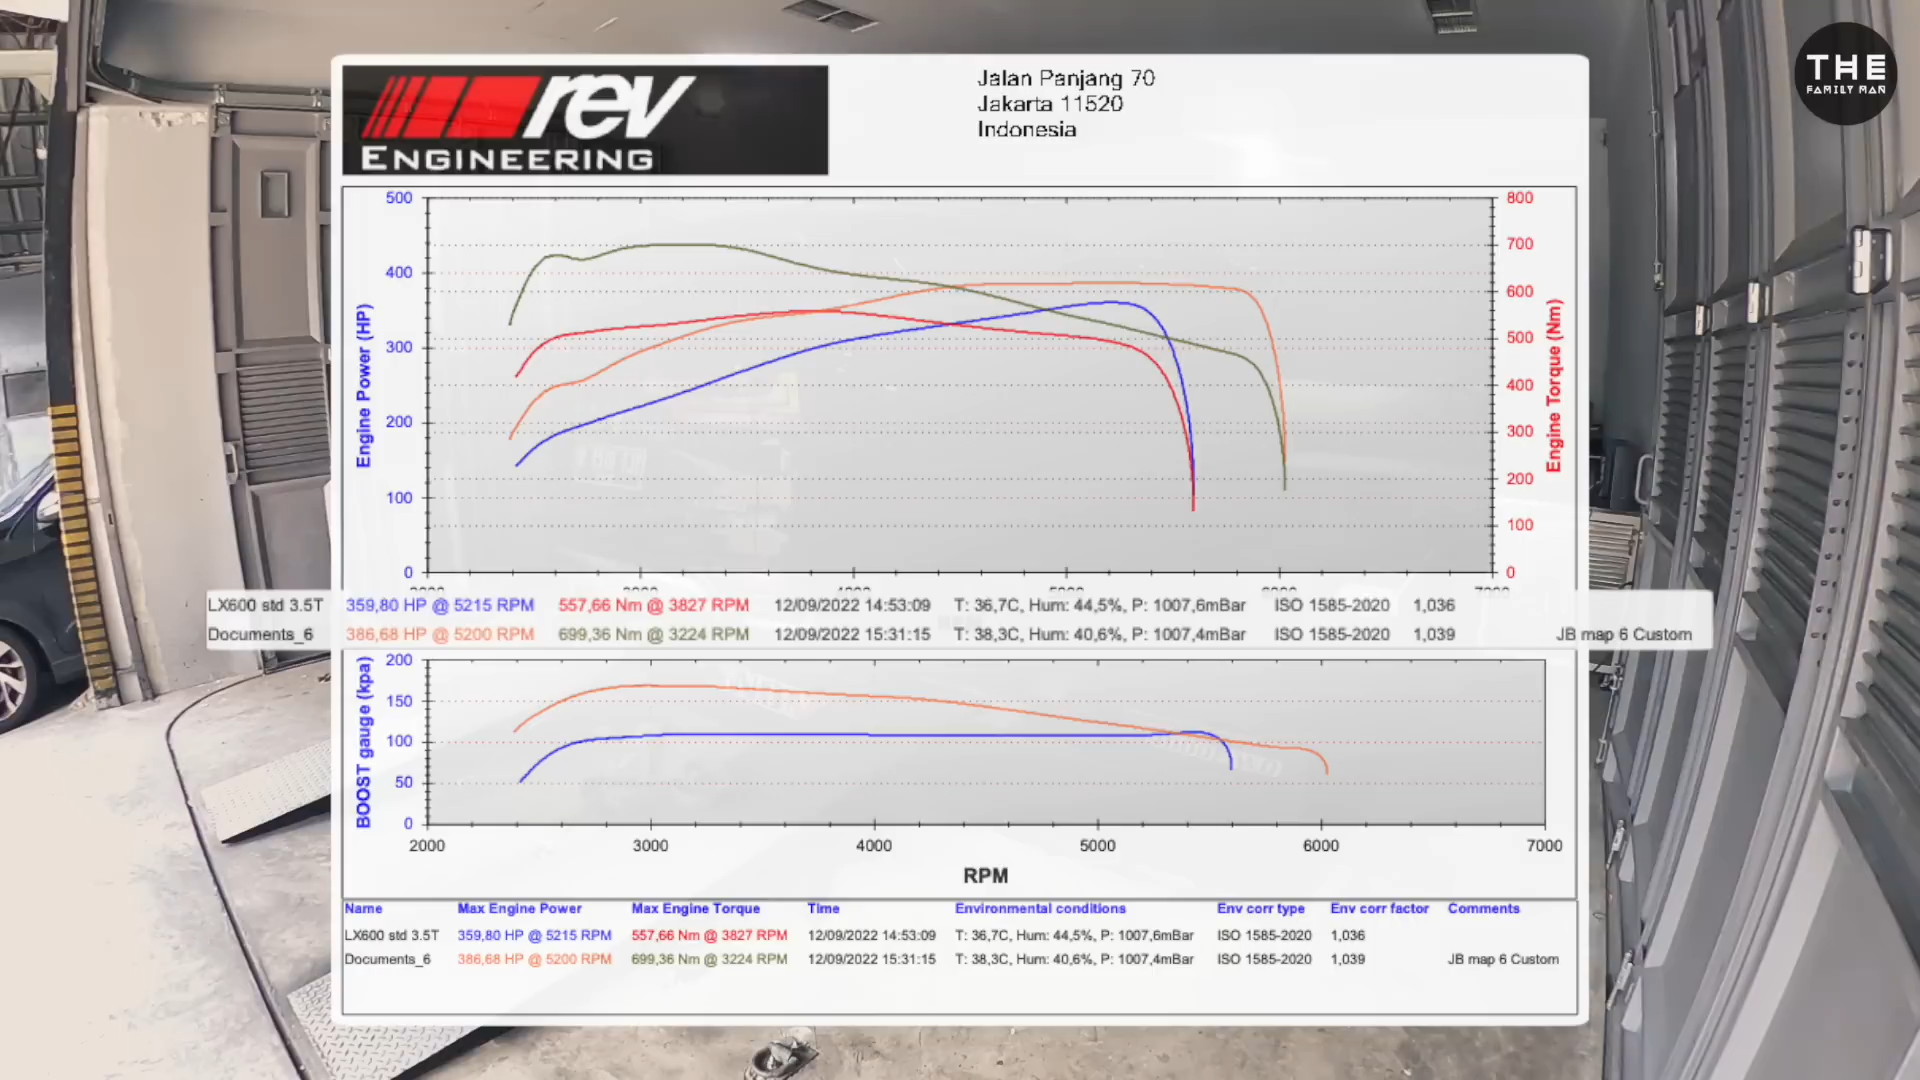 THE
FAMILY MAN
rev
ENGINEERING
Jalan Panjang 70
Jakarta 11520
Indonesia
500
400
300
200
100
0
Engine Power (HP)
800
700
600
500
400
300
200
100
0
Engine Torque (Nm)
LX600 std 3.5T 359,80 HP @ 5215 RPM 557,66 Nm @ 3827 RPM 12/09/2022 14:53:09 T: 36,7C, Hum: 44,5%, P: 1007,6mBar ISO 1585-2020 1,036
Documents_6 386,68 HP @ 5200 RPM 699,36 Nm @ 3224 RPM 12/09/2022 15:31:15 T: 38,3C, Hum: 40,6%, P: 1007,4mBar ISO 1585-2020 1,039 JB map 6 Custom
200
150
100
50
0
BOOST gauge (kpa)
2000 3000 4000 5000 6000 7000
RPM
Name Max Engine Power Max Engine Torque Time Environmental conditions Env corr type Env corr factor Comments
LX600 std 3.5T 359,80 HP @ 5215 RPM 557,66 Nm @ 3827 RPM 12/09/2022 14:53:09 T: 36,7C, Hum: 44,5%, P: 1007,6mBar ISO 1585-2020 1,036
Documents_6 386,68 HP @ 5200 RPM 699,36 Nm @ 3224 RPM 12/09/2022 15:31:15 T: 38,3C, Hum: 40,6%, P: 1007,4mBar ISO 1585-2020 1,039 JB map 6 Custom